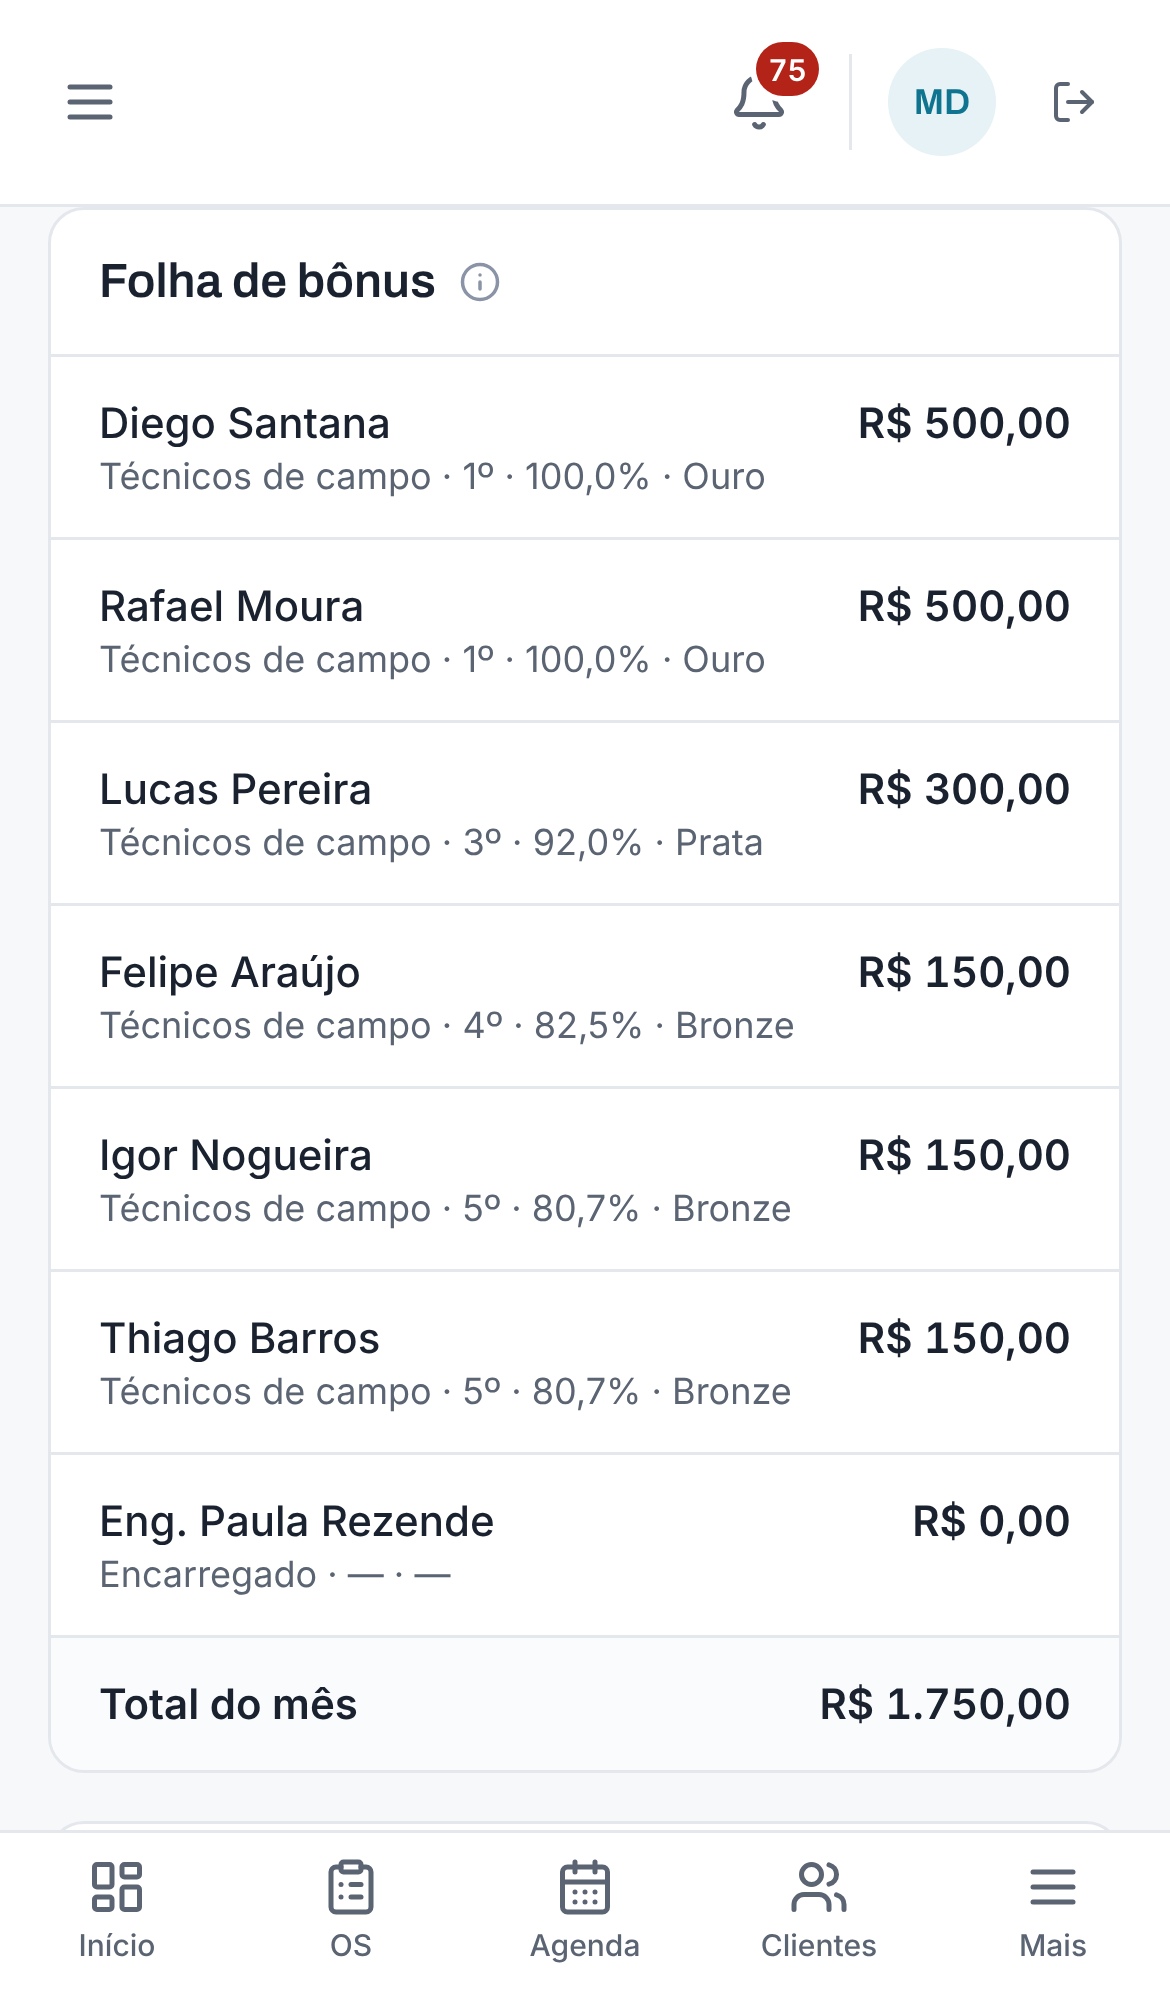 75
MD
Folha de bônus
Diego Santana
R$ 500,00
Técnicos de campo · 1º · 100,0% · Ouro
Rafael Moura
R$ 500,00
Técnicos de campo · 1º · 100,0% · Ouro
Lucas Pereira
R$ 300,00
Técnicos de campo · 3º · 92,0% · Prata
Felipe Araújo
R$ 150,00
Técnicos de campo · 4º · 82,5% · Bronze
Igor Nogueira
R$ 150,00
Técnicos de campo · 5º · 80,7% · Bronze
Thiago Barros
R$ 150,00
Técnicos de campo · 5º · 80,7% · Bronze
Eng. Paula Rezende
R$ 0,00
Encarregado · — · —
Total do mês
R$ 1.750,00
Início
OS
Agenda
Clientes
Mais